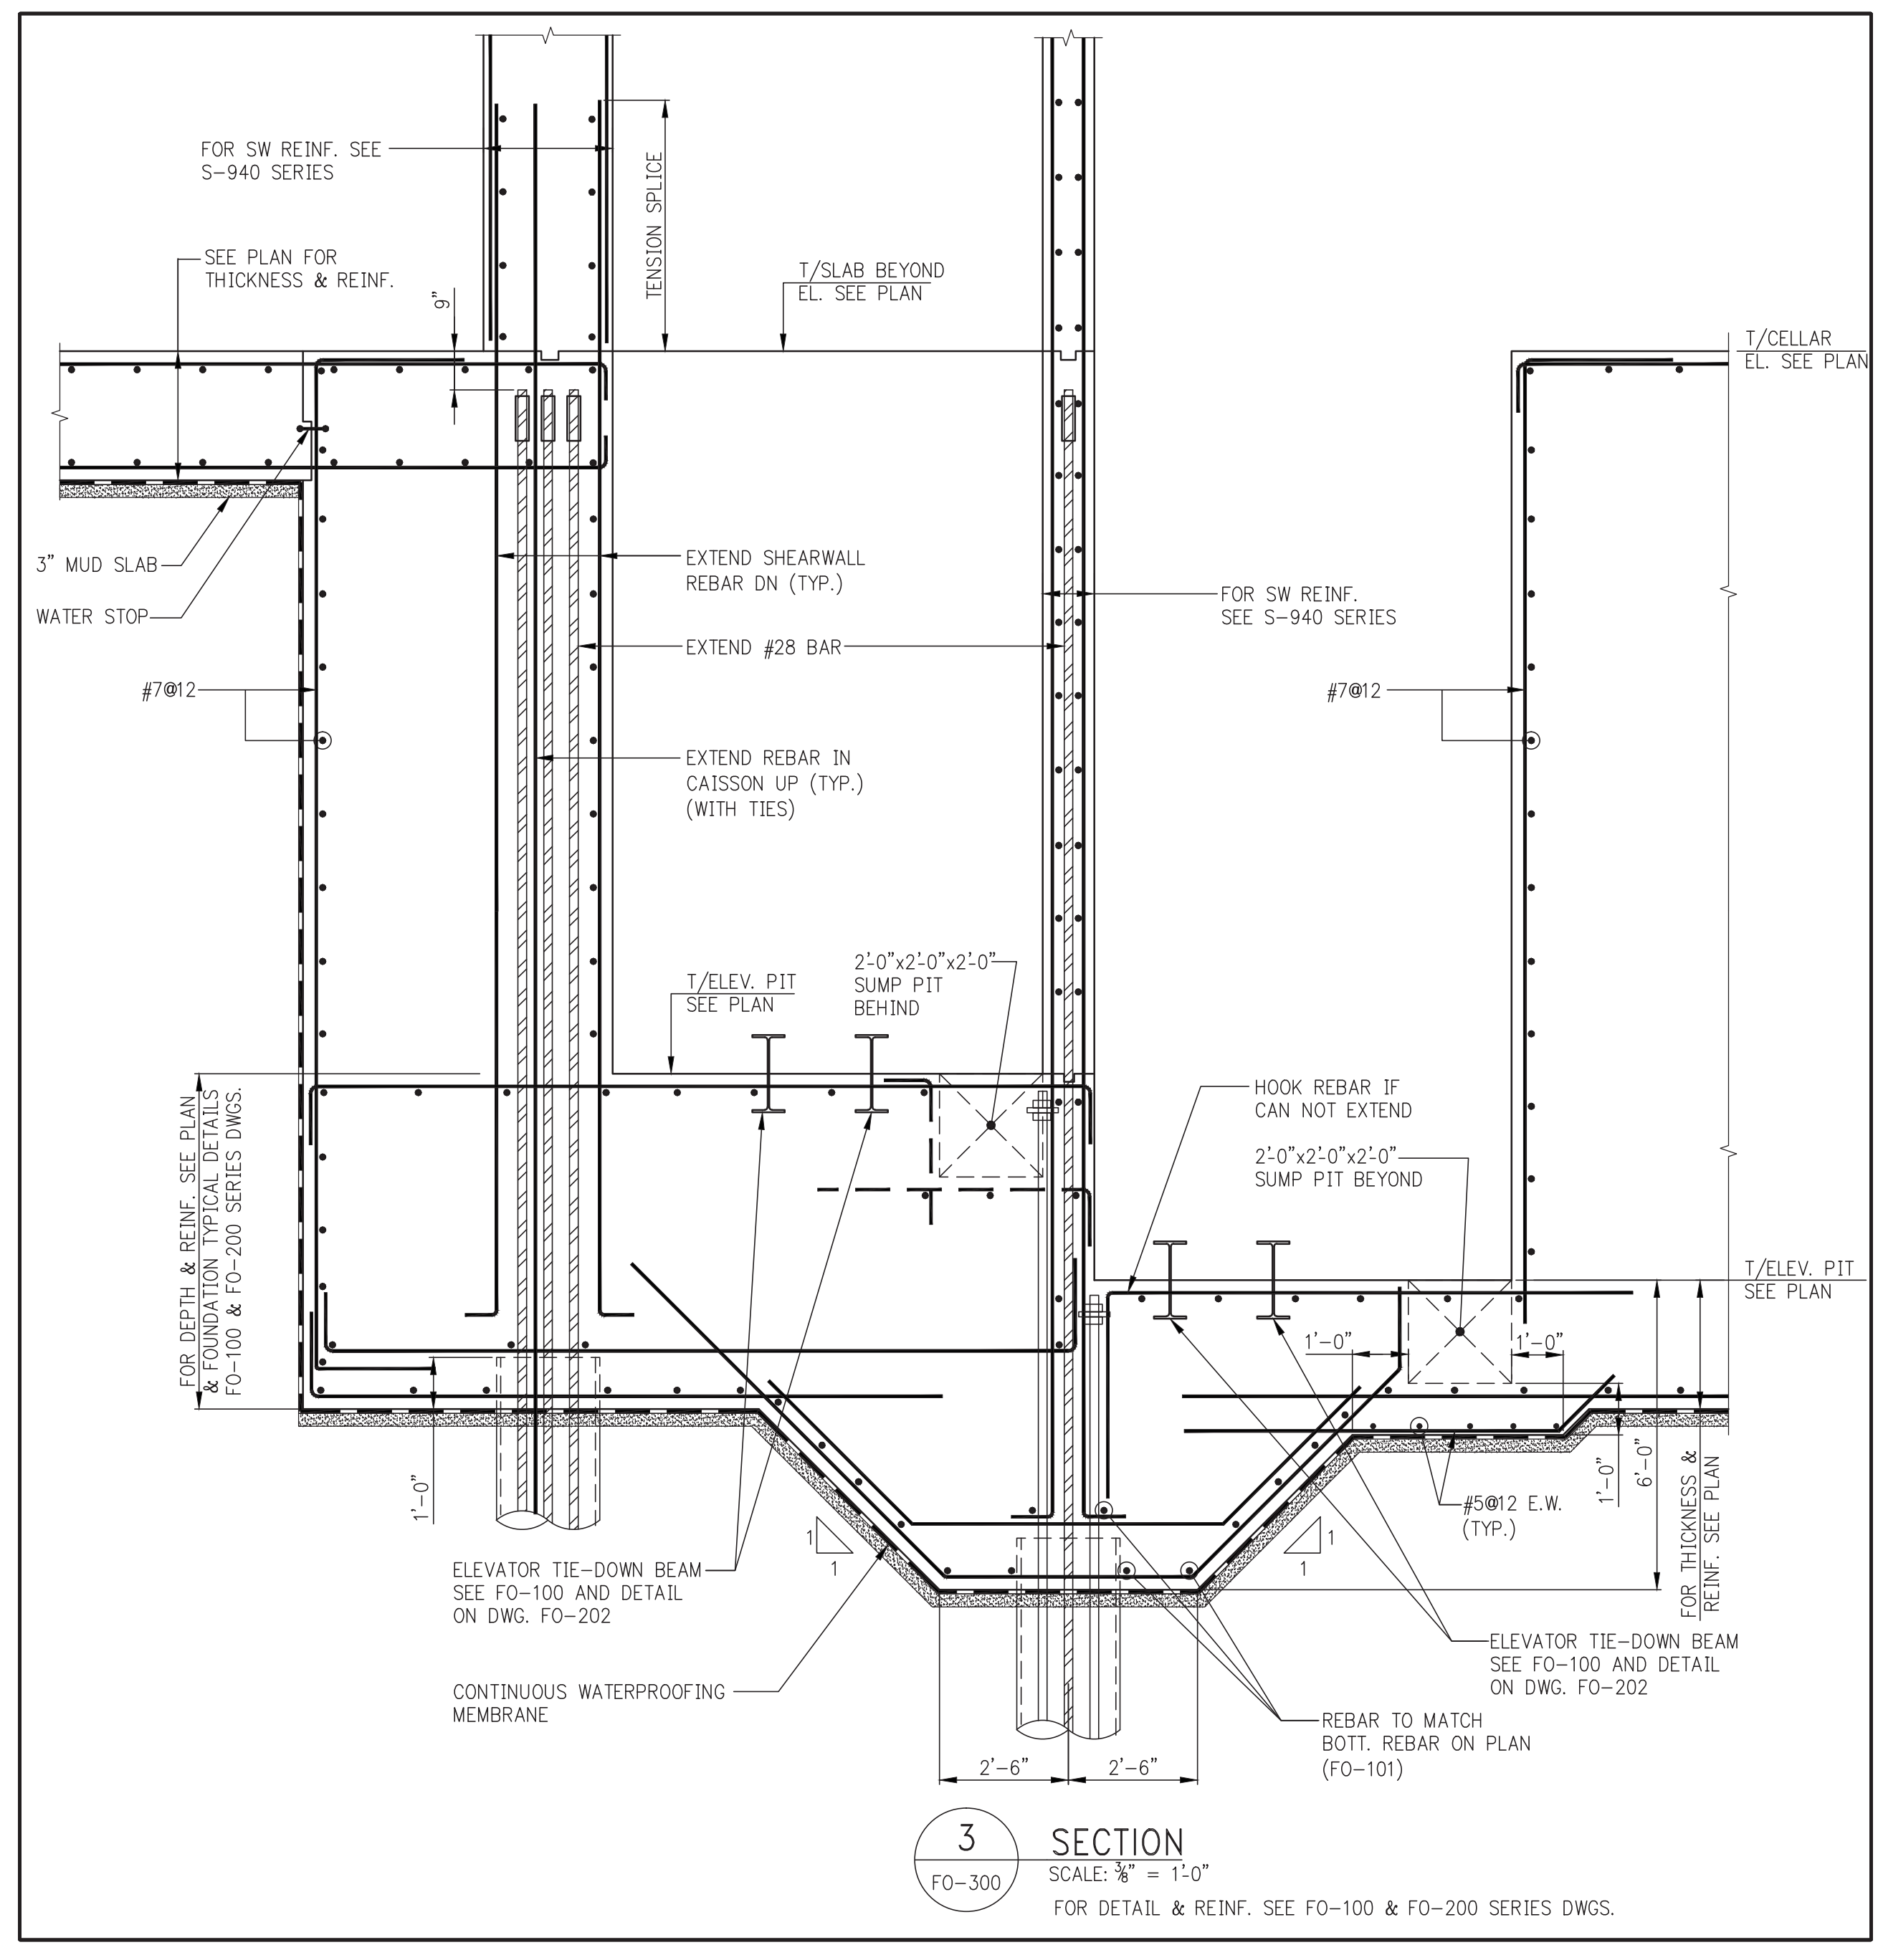 FOR SW REINF. SEE
S-940 SERIES
TENSION SPLICE
SEE PLAN FOR
THICKNESS & REINF.
9"
T/SLAB BEYOND
EL. SEE PLAN
T/CELLAR
EL. SEE PLAN
3" MUD SLAB
WATER STOP
EXTEND SHEARWALL
REBAR DN (TYP.)
FOR SW REINF.
SEE S-940 SERIES
EXTEND #28 BAR
#7@12
#7@12
EXTEND REBAR IN
CAISSON UP (TYP.)
(WITH TIES)
T/ELEV. PIT
SEE PLAN
2'-0"x2'-0"x2'-0"
SUMP PIT
BEHIND
HOOK REBAR IF
CAN NOT EXTEND
2'-0"x2'-0"x2'-0"
SUMP PIT BEYOND
FOR DEPTH & REINF. SEE PLAN
& FOUNDATION TYPICAL DETAILS
FO-100 & FO-200 SERIES DWGS.
T/ELEV. PIT
SEE PLAN
1'-0"
1'-0"
1'-0"
1'-0"
6'-0"
FOR THICKNESS &
REINF. SEE PLAN
#5@12 E.W.
(TYP.)
1
1
1
1
ELEVATOR TIE-DOWN BEAM
SEE FO-100 AND DETAIL
ON DWG. FO-202
ELEVATOR TIE-DOWN BEAM
SEE FO-100 AND DETAIL
ON DWG. FO-202
CONTINUOUS WATERPROOFING
MEMBRANE
REBAR TO MATCH
BOTT. REBAR ON PLAN
(FO-101)
2'-6"
2'-6"
3
FO-300
SECTION
SCALE: 3/8" = 1'-0"
FOR DETAIL & REINF. SEE FO-100 & FO-200 SERIES DWGS.